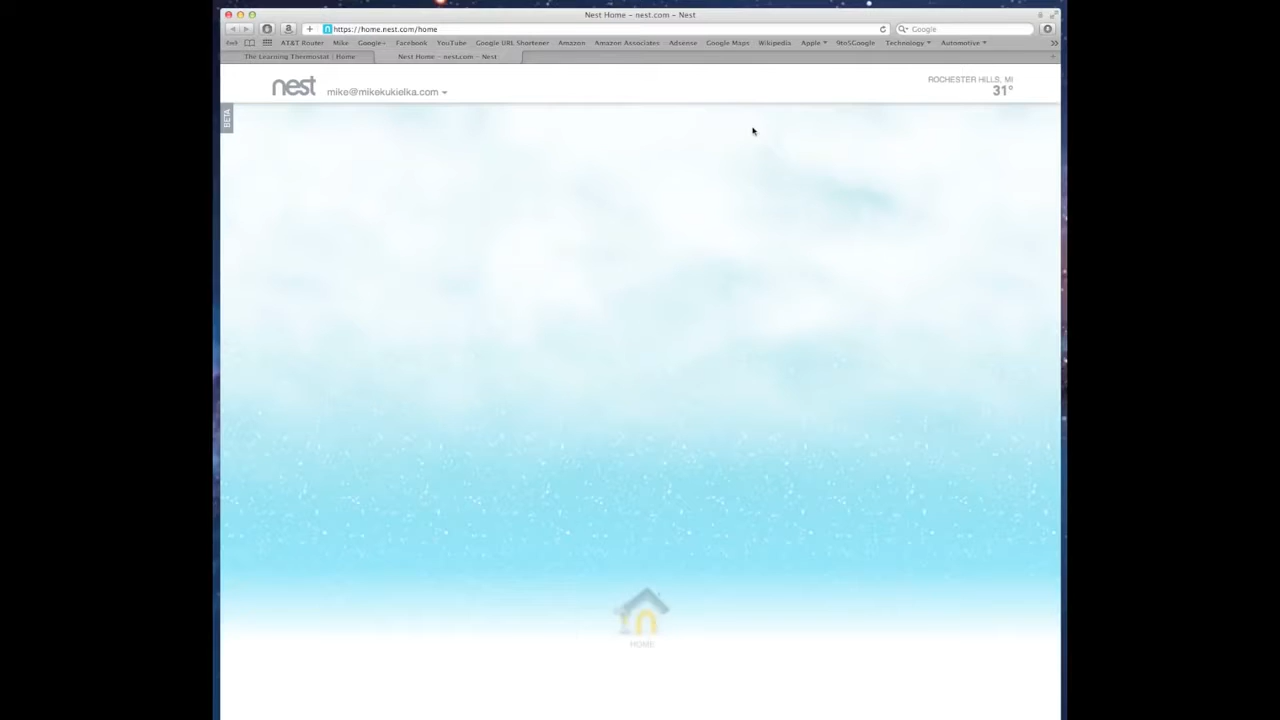 Nest Home – nest.com – Nest
https://home.nest.com/home
Google
AT&T Router Mike Google+ Facebook YouTube Google URL Shortener Amazon Amazon Associates Adsense Google Maps Wikipedia Apple 9to5Google Technology Automotive
The Learning Thermostat | Home
Nest Home – nest.com – Nest
nest
mike@mikekukielka.com
ROCHESTER HILLS, MI
31°
BETA
HOME